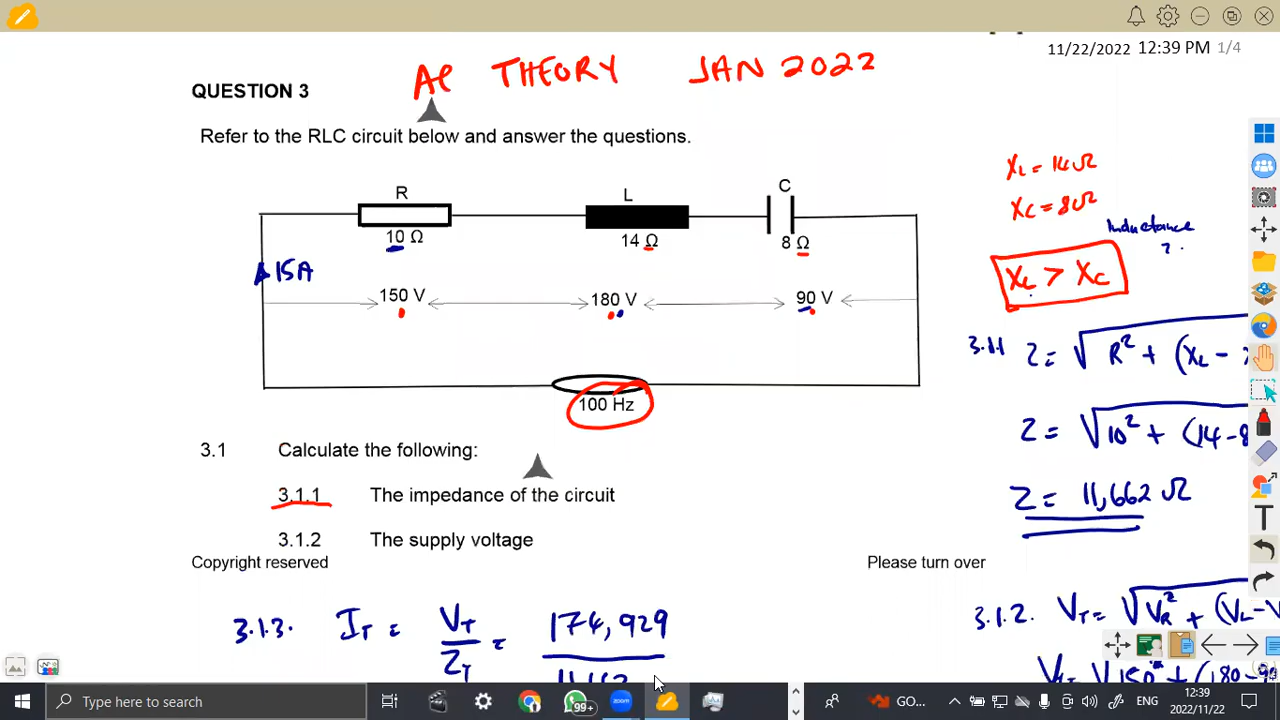 11/22/2022 12:39 PM 1/4
AC THEORY JAN 2022
QUESTION 3
Refer to the RLC circuit below and answer the questions.
R
L
C
10 Ω
14 Ω
8 Ω
15A
150 V
180 V
90 V
100 Hz
XL = 14Ω
XC = 8Ω
Inductance
XL > XC
3.1.1 Z = √R² + (XL -
Z = √10² + (14 - 8
Z = 11,662 Ω
3.1 Calculate the following:
3.1.1 The impedance of the circuit
3.1.2 The supply voltage
Copyright reserved
Please turn over
3.1.3. IT = VT = 174,929
ZT
3.1.2. VT = √VR² + (VL - V
√150² + (180 - 90
Type here to search
99+
GO...
ENG
12:39
2022/11/22